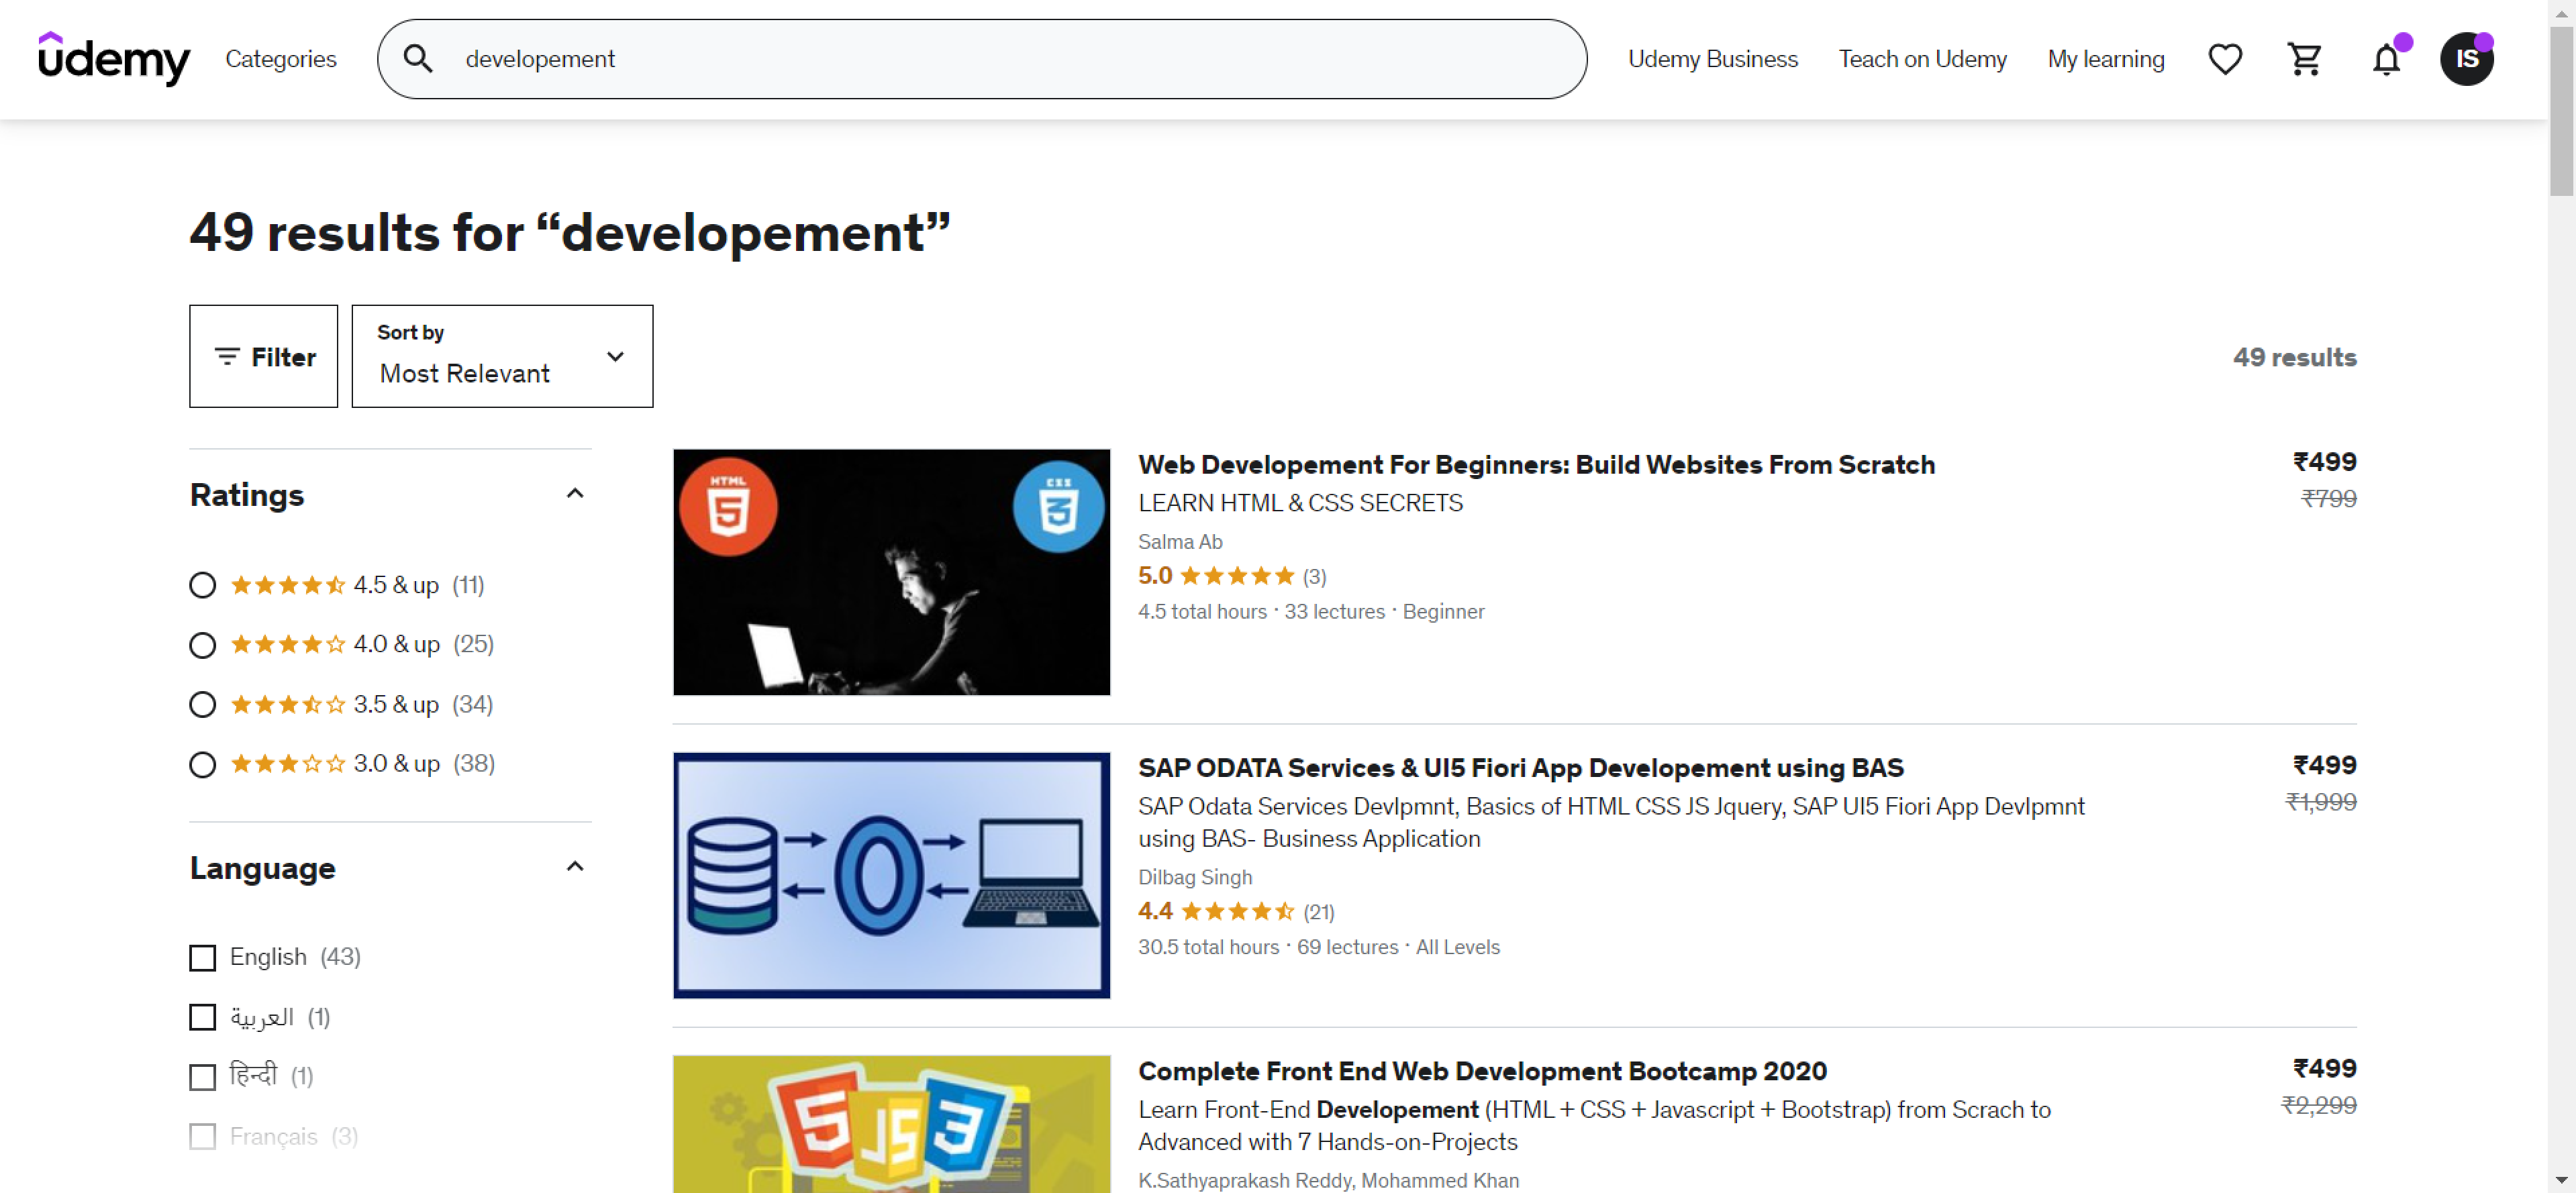 udemy
Categories
developement
Udemy Business
Teach on Udemy
My learning
IS
49 results for “developement”
Filter
Sort by
Most Relevant
49 results
Ratings
4.5 & up (11)
4.0 & up (25)
3.5 & up (34)
3.0 & up (38)
Language
English (43)
العربية (1)
हिन्दी (1)
Français (3)
HTML
5
CSS
3
Web Developement For Beginners: Build Websites From Scratch
LEARN HTML & CSS SECRETS
Salma Ab
5.0 (3)
4.5 total hours · 33 lectures · Beginner
₹499
₹799
SAP ODATA Services & UI5 Fiori App Developement using BAS
SAP Odata Services Devlpmnt, Basics of HTML CSS JS Jquery, SAP UI5 Fiori App Devlpmnt
using BAS- Business Application
Dilbag Singh
4.4 (21)
30.5 total hours · 69 lectures · All Levels
₹499
₹1,999
5
JS
3
Complete Front End Web Development Bootcamp 2020
Learn Front-End Developement (HTML + CSS + Javascript + Bootstrap) from Scrach to
Advanced with 7 Hands-on-Projects
K.Sathyaprakash Reddy, Mohammed Khan
₹499
₹2,299